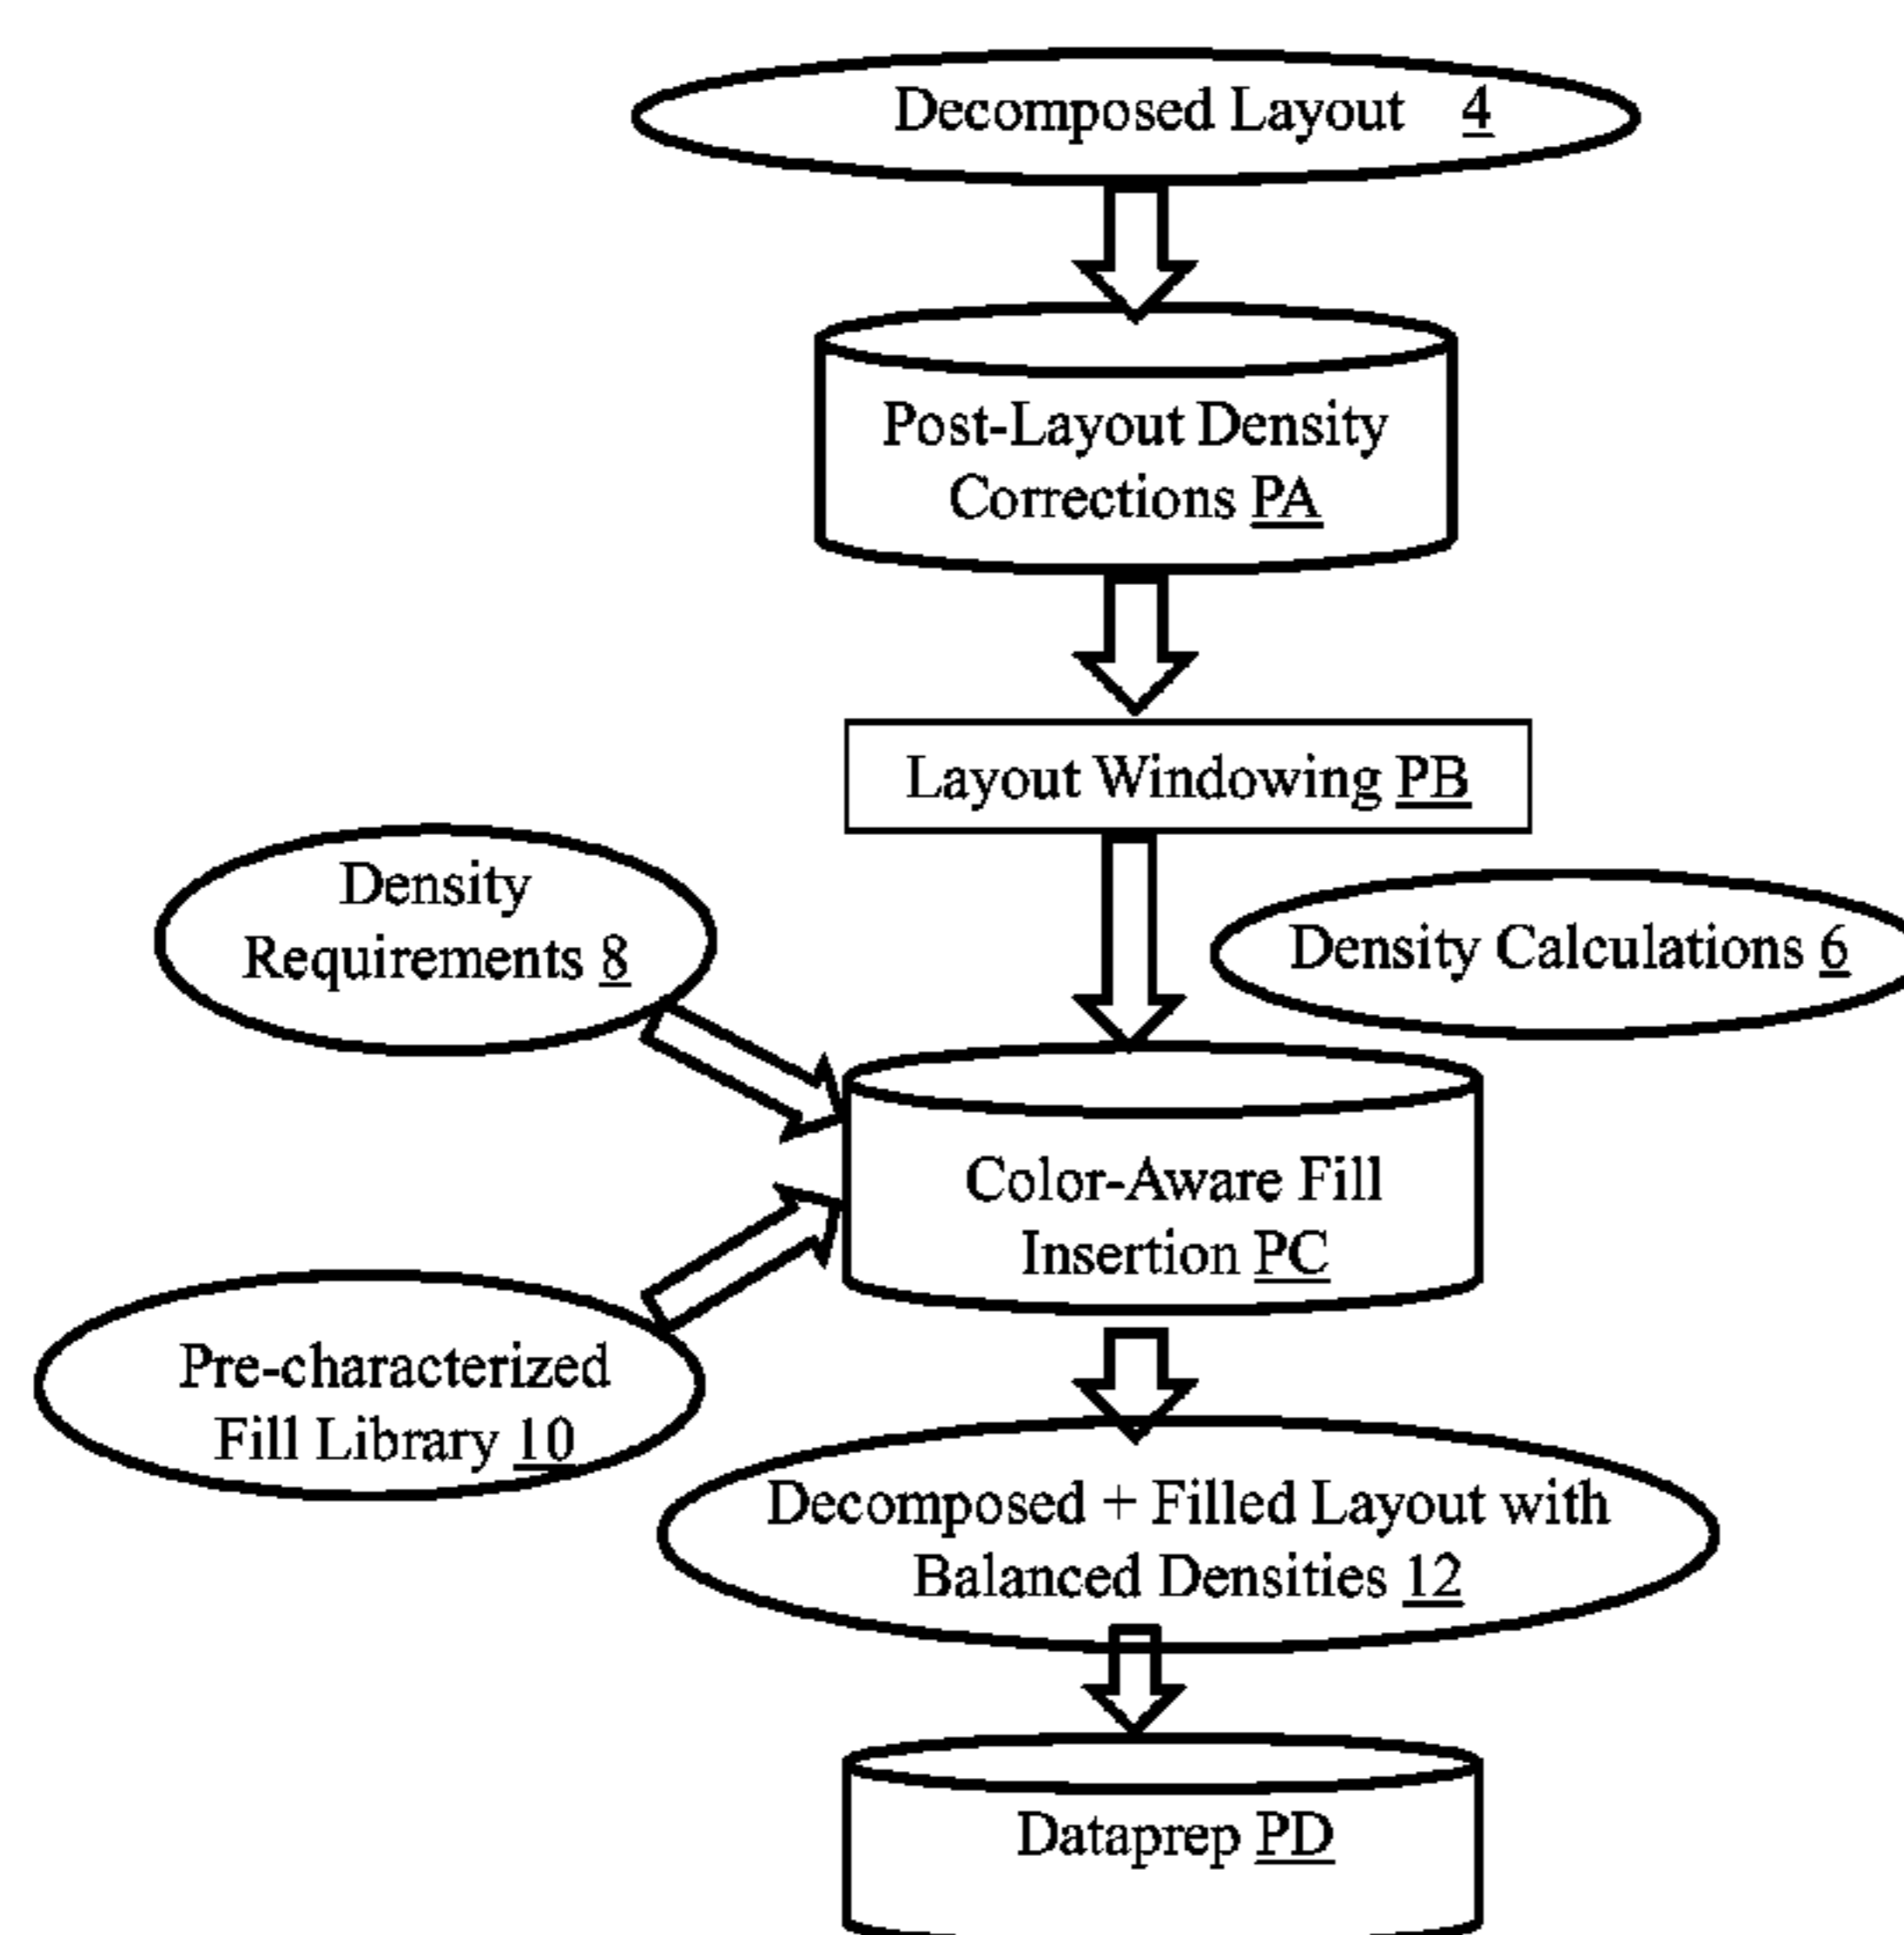 Decomposed Layout 4
Post-Layout Density
Corrections PA
Layout Windowing PB
Density
Requirements 8
Density Calculations 6
Color-Aware Fill
Insertion PC
Pre-characterized
Fill Library 10
Decomposed + Filled Layout with
Balanced Densities 12
Dataprep PD